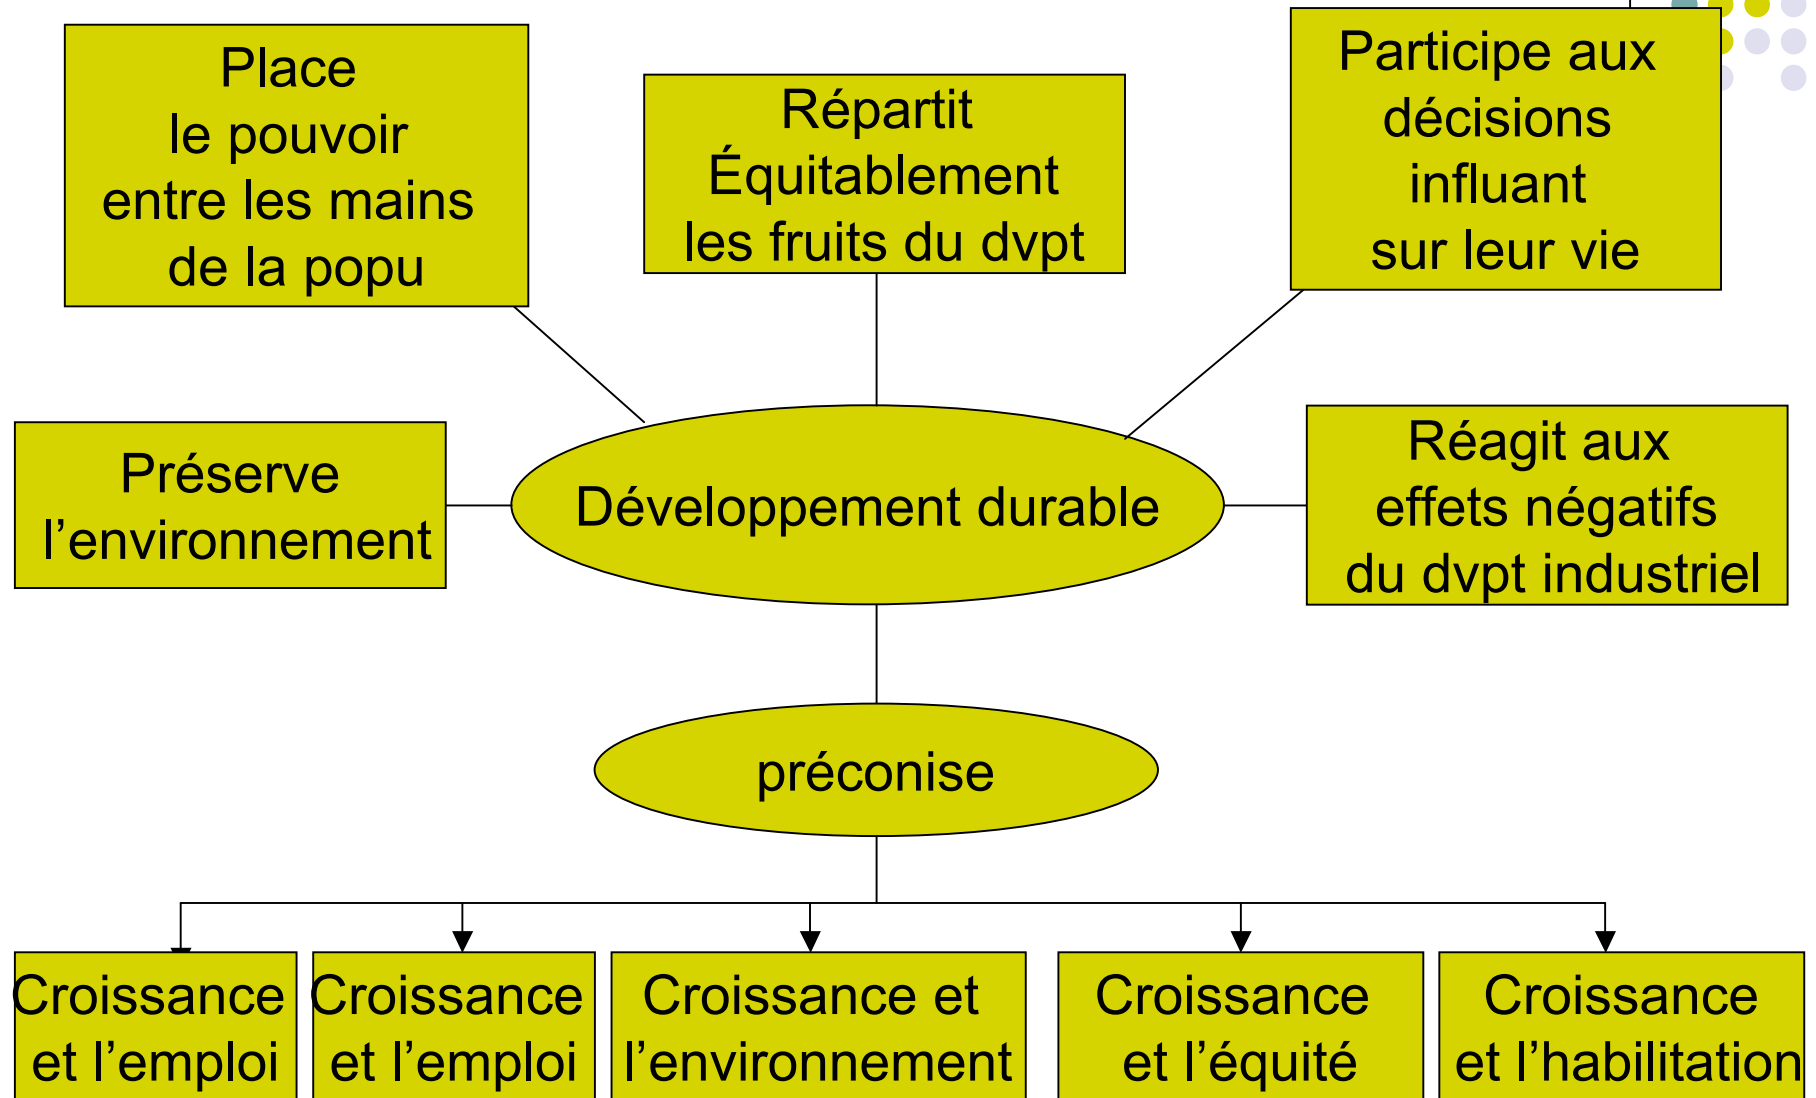 Place
le pouvoir
entre les mains
de la popu
Répartit
Équitablement
les fruits du dvpt
Participe aux
décisions
influant
sur leur vie
Préserve
l’environnement
Développement durable
Réagit aux
effets négatifs
du dvpt industriel
préconise
Croissance
et l’emploi
Croissance
et l’emploi
Croissance et
l’environnement
Croissance
et l’équité
Croissance
et l’habilitation